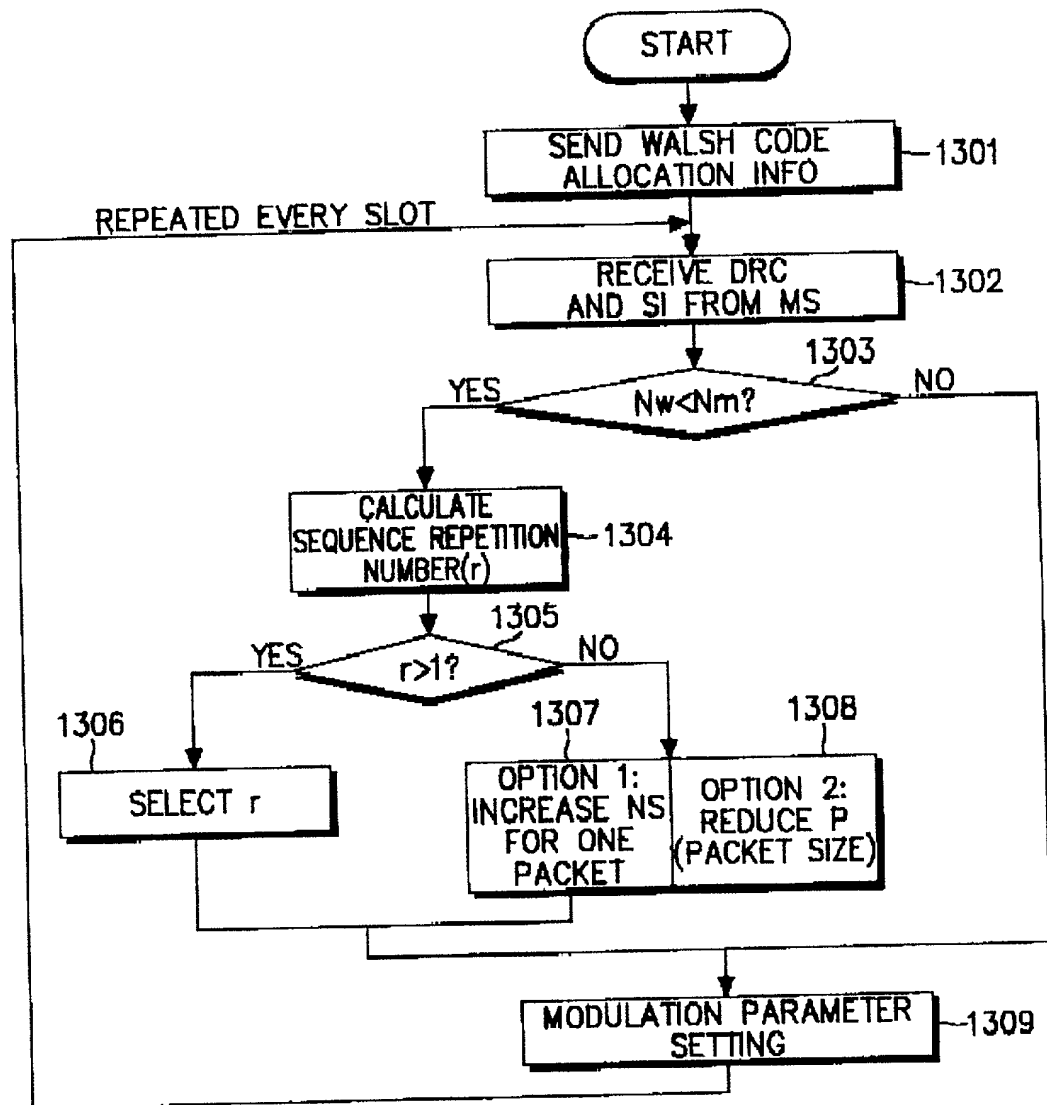 START
SEND WALSH CODE
ALLOCATION INFO
1301
REPEATED EVERY SLOT
RECEIVE DRC
AND SI FROM MS
1302
1303
YES
Nw<Nm?
NO
CALCULATE
SEQUENCE REPETITION
NUMBER(r)
1304
1305
YES
r>1?
NO
1306
SELECT r
1307
1308
OPTION 1:
INCREASE NS
FOR ONE
PACKET
OPTION 2:
REDUCE P
(PACKET SIZE)
MODULATION PARAMETER
SETTING
1309